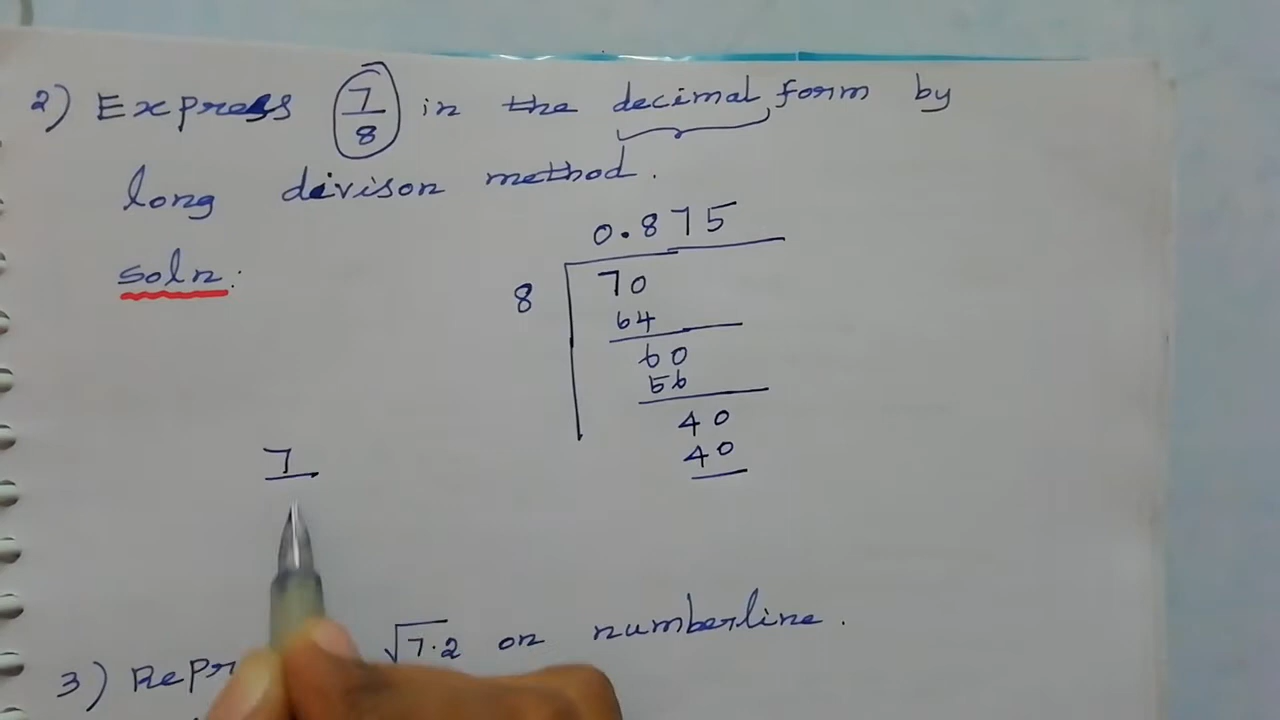 2) Express 7/8 in the decimal form by
long divison method.
soln:
0.875
8 70
64
60
56
40
40
7
3) √7.2 on numberline.